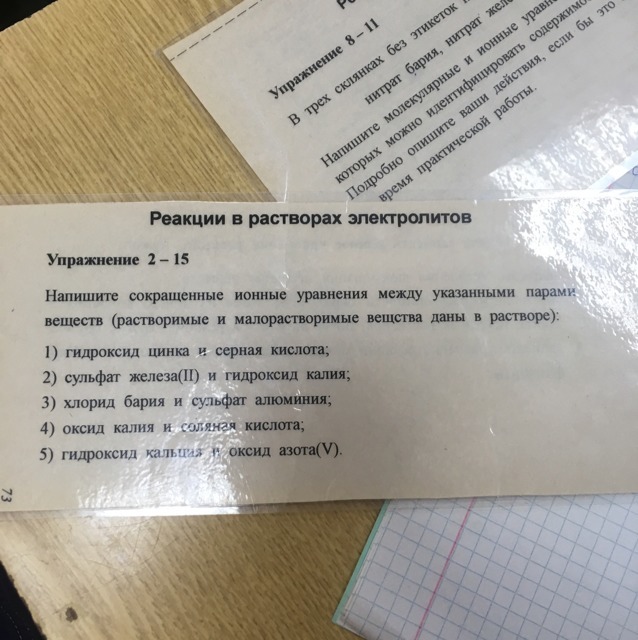 Упражнение 8 – 11
В трех склянках без этикеток
нитрат бария, нитрат
Напишите молекулярные и ионные
которых можно идентифицировать
Подробно опишите ваши действия, если бы это
время практической работы.
Реакции в растворах электролитов
Упражнение 2 – 15
Напишите сокращенные ионные уравнения между указанными парами
веществ (растворимые и малорастворимые вещества даны в растворе):
1) гидроксид цинка и серная кислота;
2) сульфат железа(II) и гидроксид калия;
3) хлорид бария и сульфат алюминия;
4) оксид калия и соляная кислота;
5) гидроксид кальция и оксид азота(V).
73